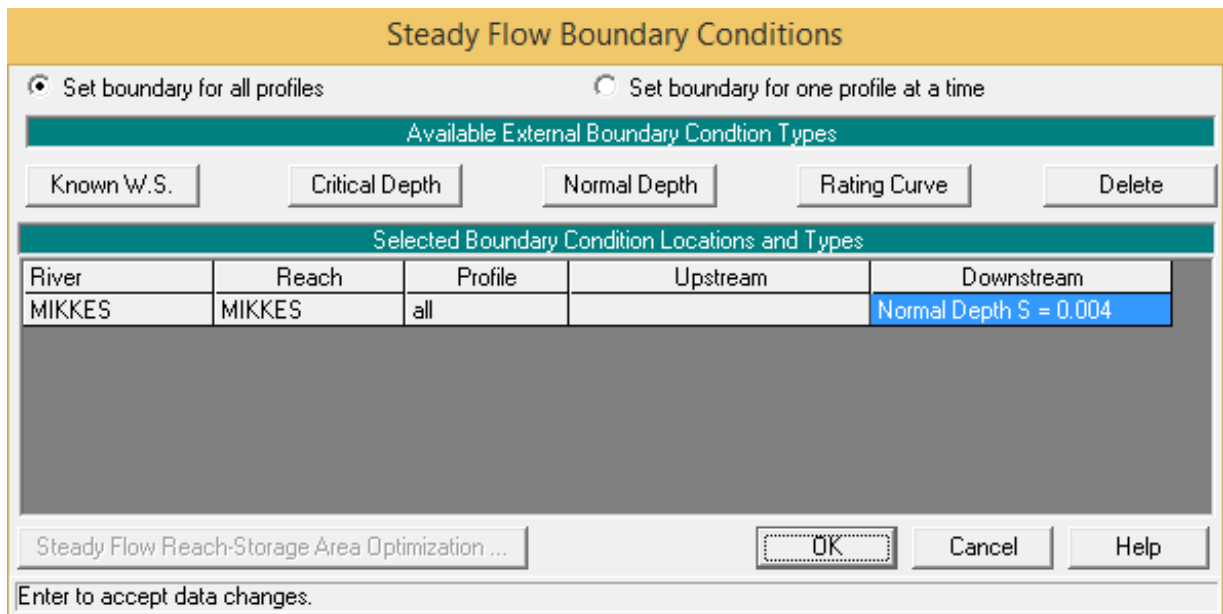 Steady Flow Boundary Conditions
Set boundary for all profiles Set boundary for one profile at a time
Available External Boundary Condtion Types
Known W.S. Critical Depth Normal Depth Rating Curve Delete
Selected Boundary Condition Locations and Types
River Reach Profile Upstream Downstream
MIKKES MIKKES all Normal Depth S = 0.004
Steady Flow Reach-Storage Area Optimization ... OK Cancel Help
Enter to accept data changes.